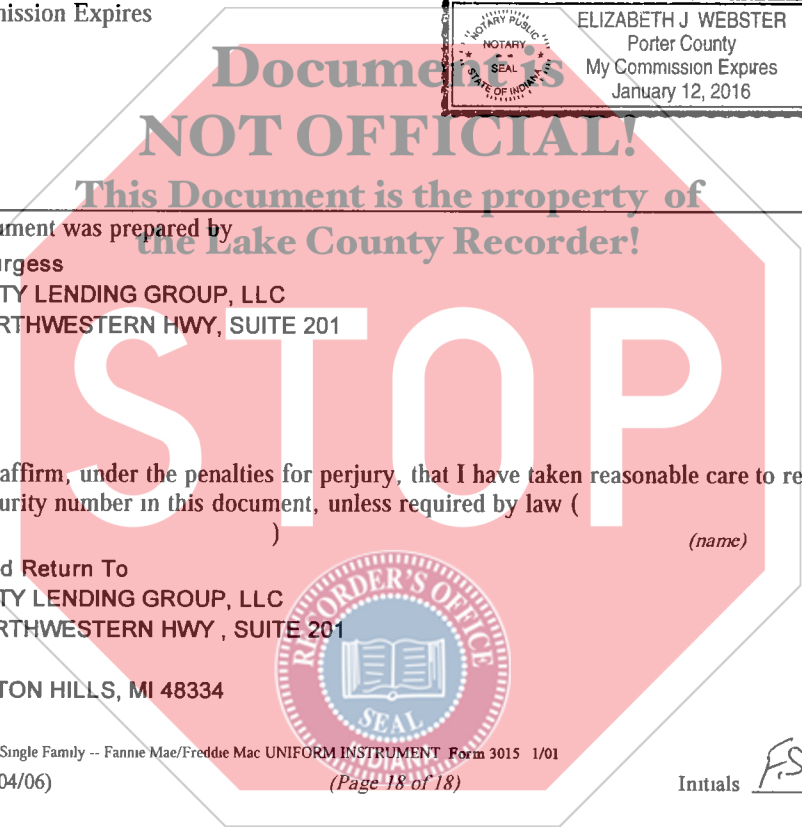 mission Expires
NOTARY PUBLIC
NOTARY
SEAL
STATE OF INDIANA
ELIZABETH J WEBSTER
Porter County
My Commission Expires
January 12, 2016
Document is
NOT OFFICIAL!
This Document is the property of
the Lake County Recorder!
ument was prepared by
urgess
TY LENDING GROUP, LLC
RTHWESTERN HWY, SUITE 201
STOP
affirm, under the penalties for perjury, that I have taken reasonable care to re
urity number in this document, unless required by law (
)
(name)
d Return To
TY LENDING GROUP, LLC
RTHWESTERN HWY , SUITE 201
TON HILLS, MI 48334
RECORDER'S OFFICE
SEAL
INDIANA
Single Family -- Fannie Mae/Freddie Mac UNIFORM INSTRUMENT Form 3015 1/01
04/06)
(Page 18 of 18)
Initials F.S